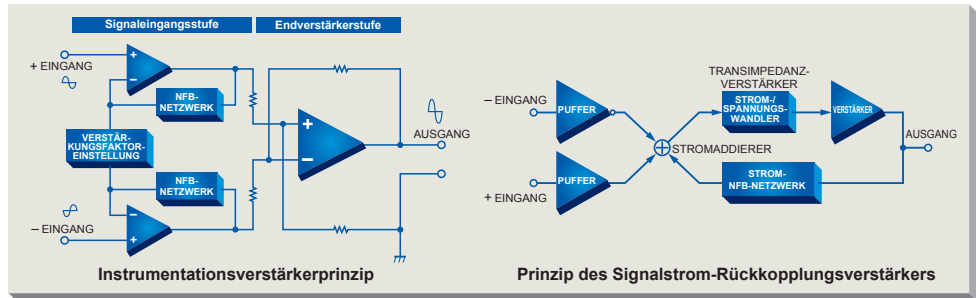 Signaleingangsstufe
Endverstärkerstufe
+
+ EINGANG
−
NFB-
NETZWERK
VERSTÄR-
KUNGSFAKTOR-
EINSTELLUNG
NFB-
NETZWERK
−
− EINGANG
+
+
−
AUSGANG
Instrumentationsverstärkerprinzip
TRANSIMPEDANZ-
VERSTÄRKER
− EINGANG
PUFFER
STROM-/
SPANNUNGS-
WANDLER
VERSTÄRKER
AUSGANG
STROMADDIERER
PUFFER
+ EINGANG
STROM-
NFB-NETZWERK
Prinzip des Signalstrom-Rückkopplungsverstärkers